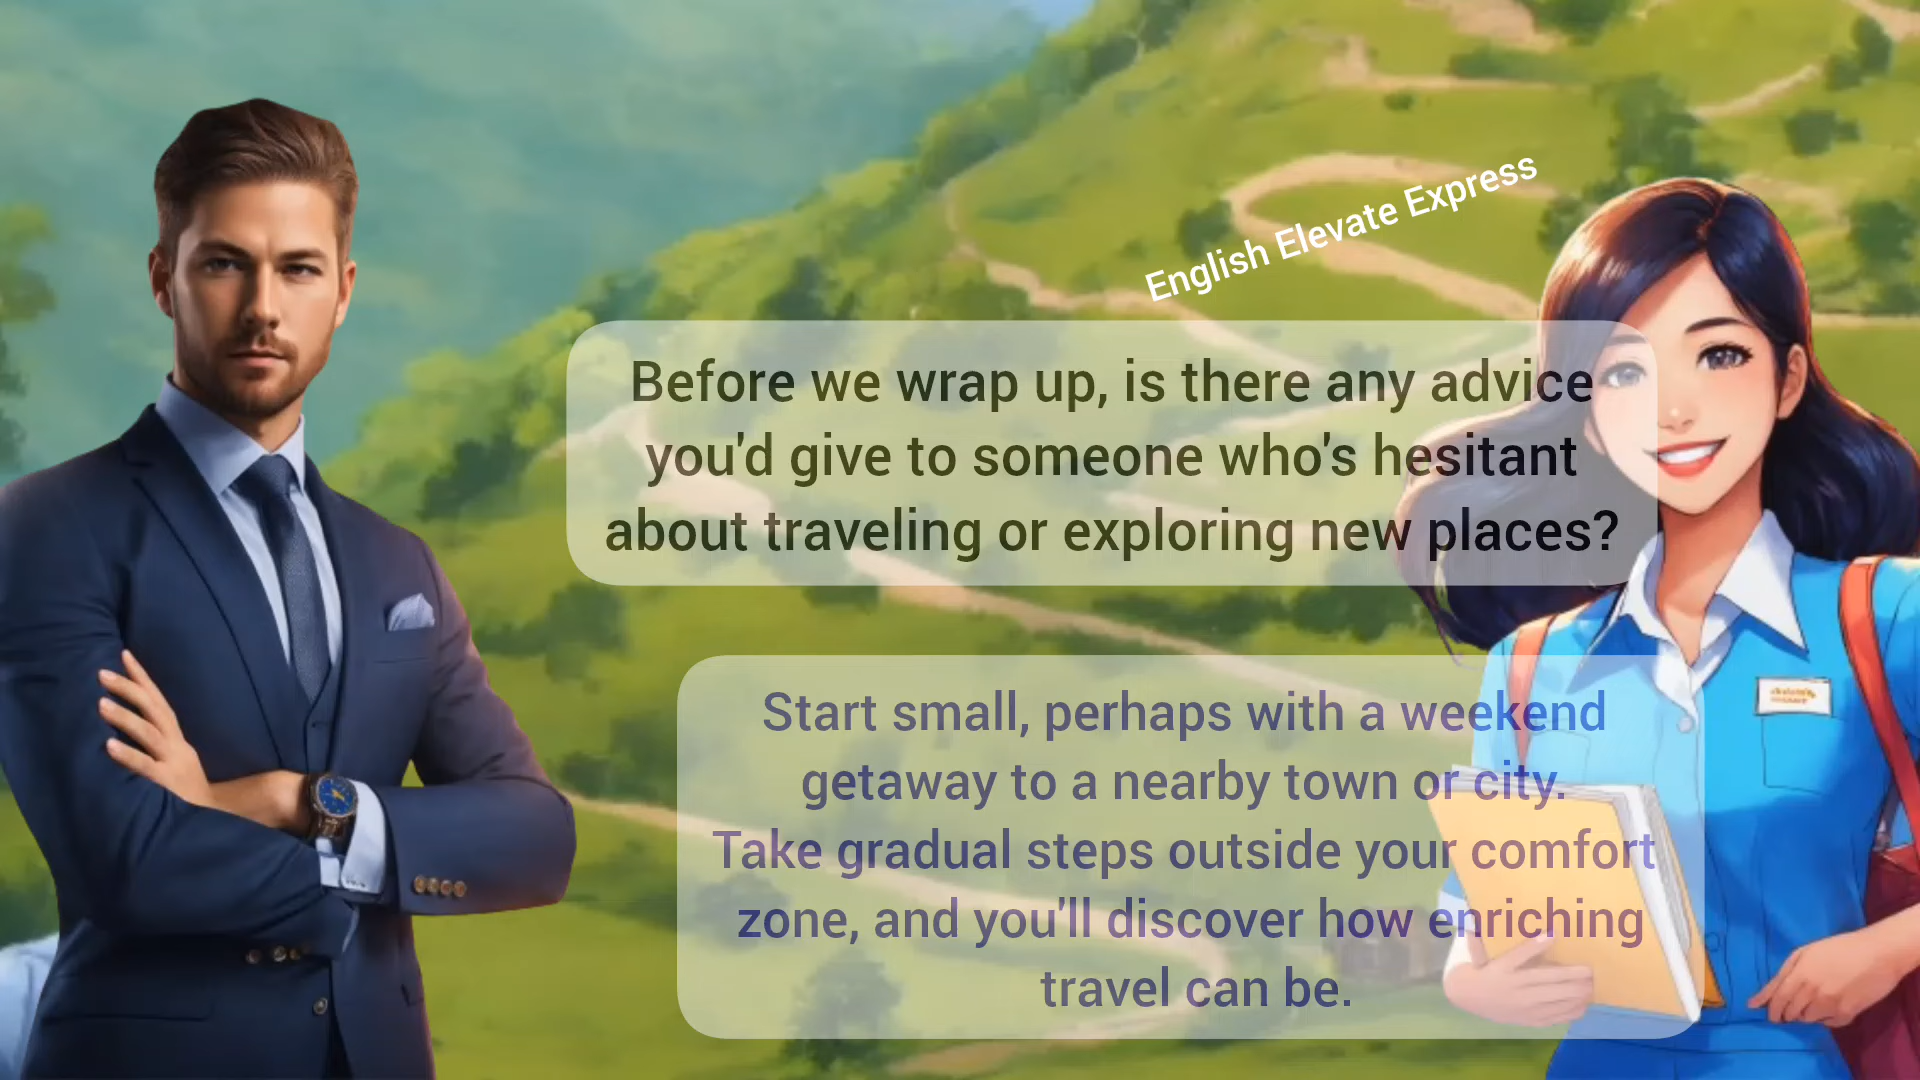 English Elevate Express
Before we wrap up, is there any advice
you'd give to someone who's hesitant
about traveling or exploring new places?
Start small, perhaps with a weekend
getaway to a nearby town or city.
Take gradual steps outside your comfort
zone, and you'll discover how enriching
travel can be.